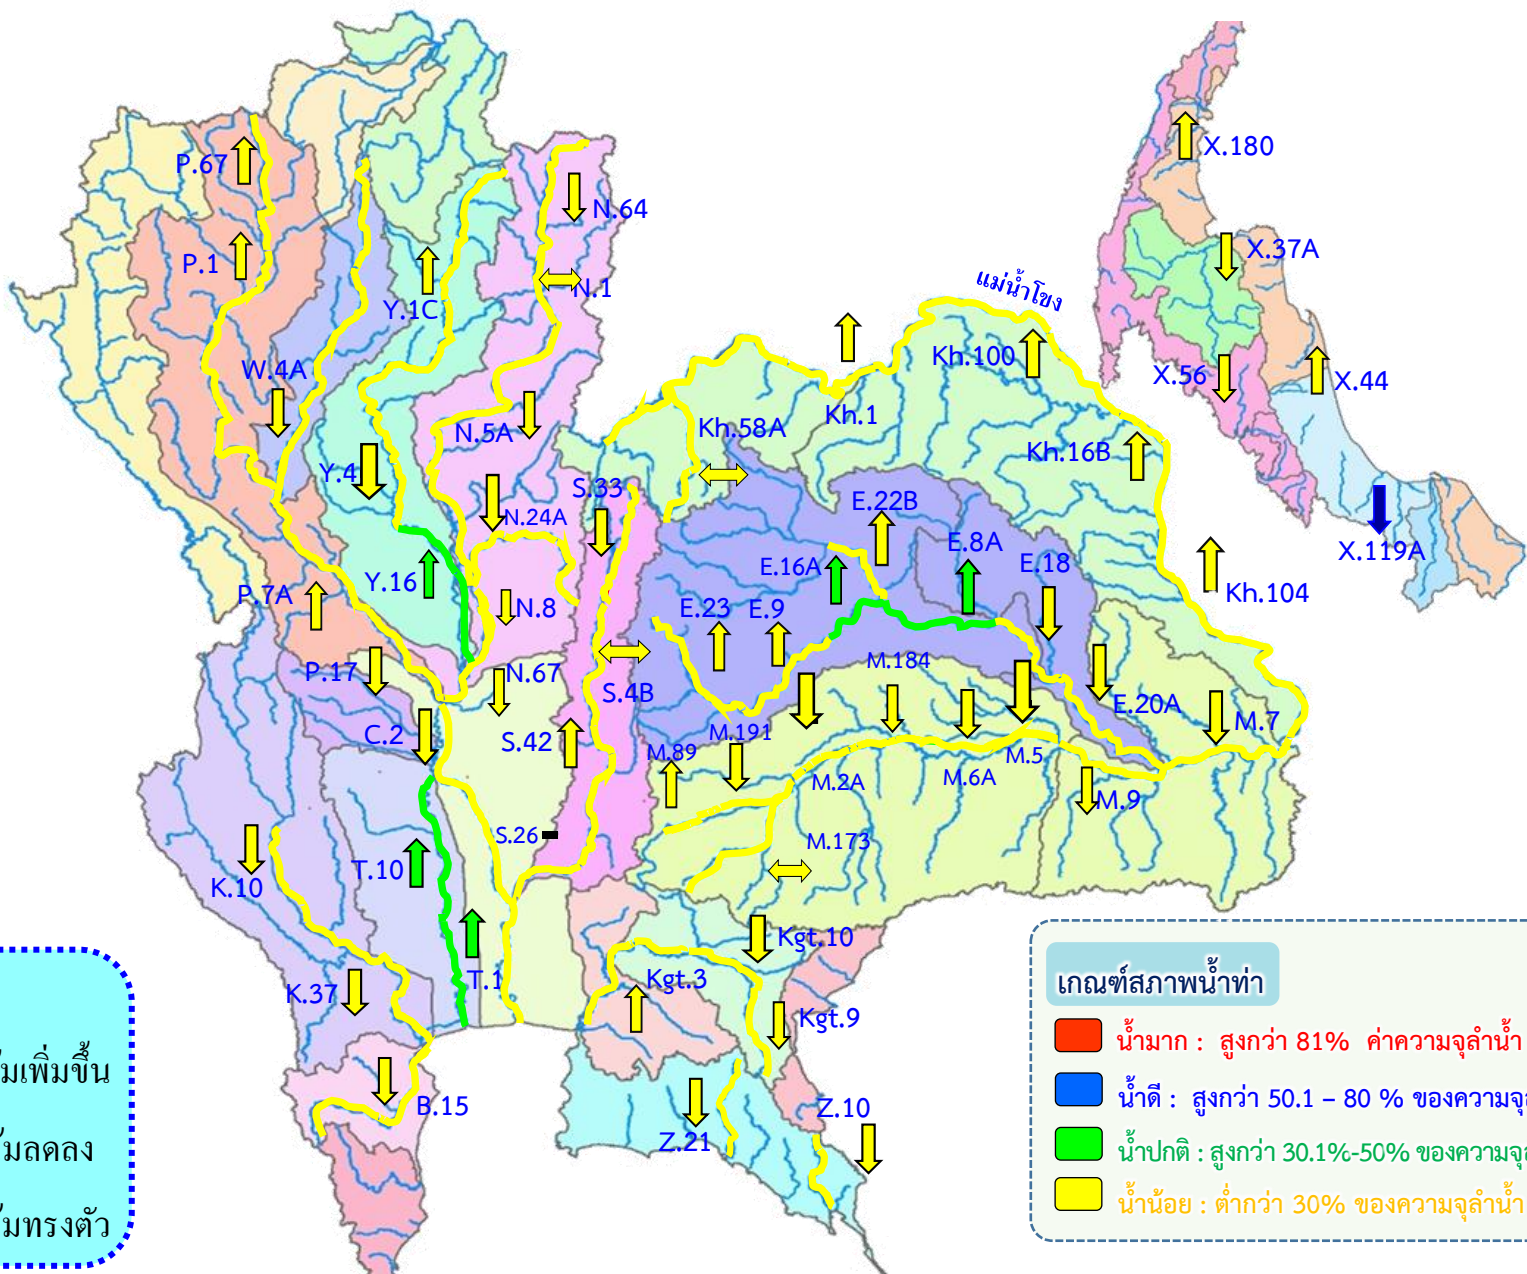 P.67
X.180
N.64
X.37A
P.1
แม่น้ำโขง
N.1
Y.1C
Kh.100
W.4A
X.56
X.44
Kh.1
Kh.58A
N.5A
Kh.16B
Y.4
S.33
E.22B
N.24A
E.8A
X.119A
E.16A
E.18
Y.16
P.7A
Kh.104
N.8
E.23
E.9
M.184
P.17
N.67
S.4B
E.20A
M.7
C.2
S.42
M.191
M.89
M.5
M.2A
M.6A
M.9
S.26
M.173
T.10
K.10
Kgt.10
Kgt.3
T.1
K.37
Kgt.9
B.15
Z.10
Z.21
มเพิ่มขึ้น
มลดลง
มทรงตัว
เกณฑ์สภาพน้ำท่า
น้ำมาก : สูงกว่า 81% ค่าความจุลำน้ำ
น้ำดี : สูงกว่า 50.1 – 80 % ของความจุ
น้ำปกติ : สูงกว่า 30.1%-50% ของความจุ
น้ำน้อย : ต่ำกว่า 30% ของความจุลำน้ำ